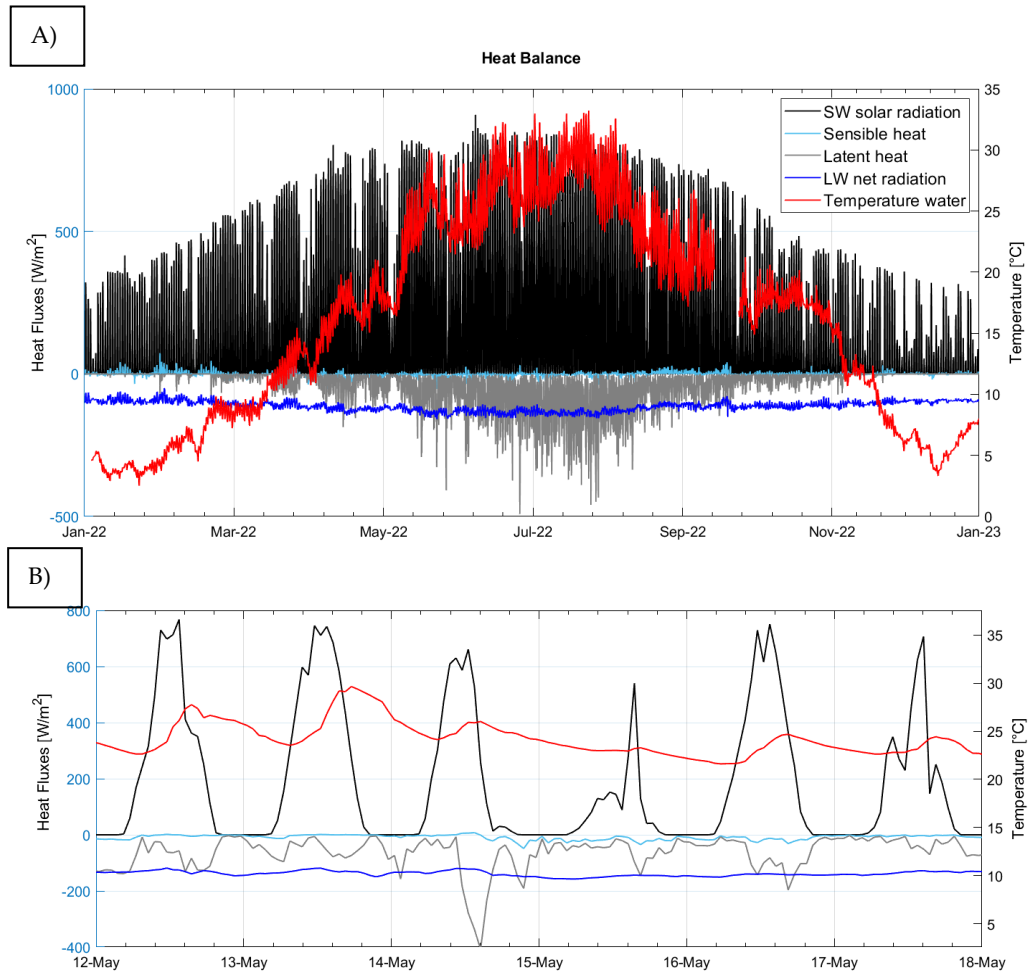 A)
Heat Balance
1000
500
0
-500
Heat Fluxes [W/m²]
35
30
25
20
15
10
5
0
Temperature [°C]
SW solar radiation
Sensible heat
Latent heat
LW net radiation
Temperature water
Jan-22 Mar-22 May-22 Jul-22 Sep-22 Nov-22 Jan-23
B)
800
600
400
200
0
-200
-400
Heat Fluxes [W/m²]
35
30
25
20
15
10
5
Temperature [°C]
12-May 13-May 14-May 15-May 16-May 17-May 18-May